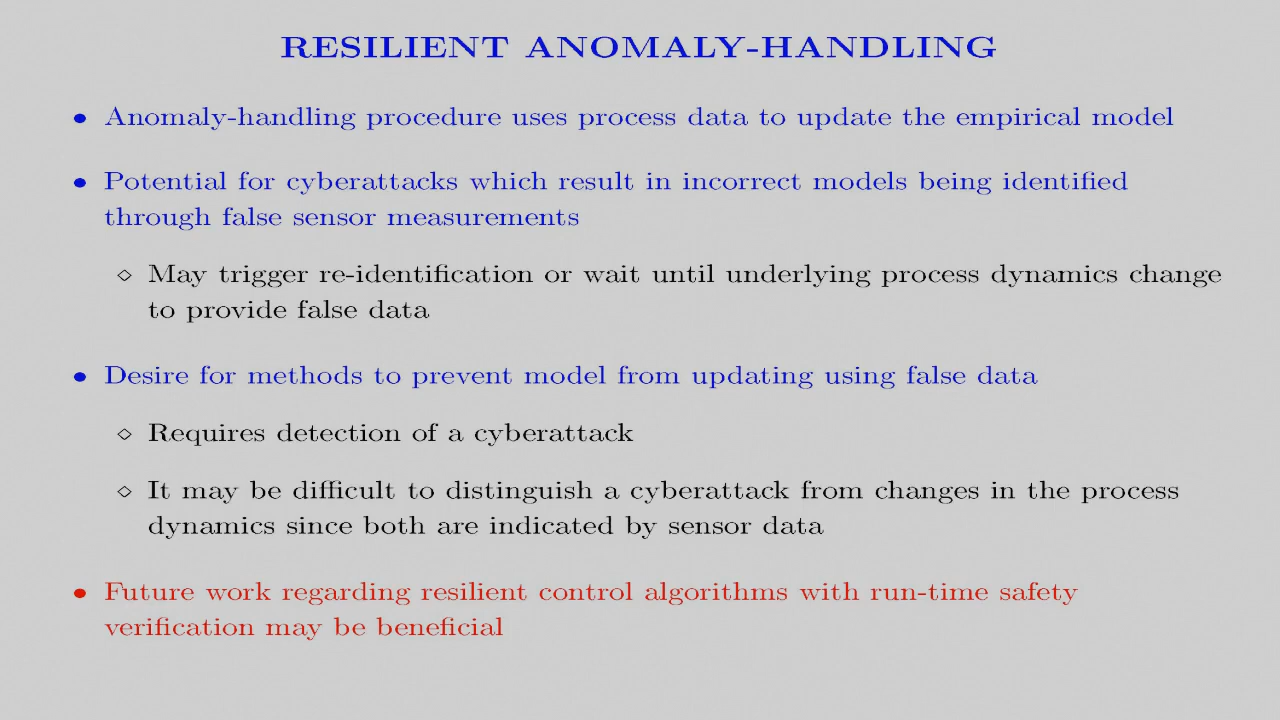 RESILIENT ANOMALY-HANDLING
• Anomaly-handling procedure uses process data to update the empirical model
• Potential for cyberattacks which result in incorrect models being identified
through false sensor measurements
⋄ May trigger re-identification or wait until underlying process dynamics change
to provide false data
• Desire for methods to prevent model from updating using false data
⋄ Requires detection of a cyberattack
⋄ It may be difficult to distinguish a cyberattack from changes in the process
dynamics since both are indicated by sensor data
• Future work regarding resilient control algorithms with run-time safety
verification may be beneficial